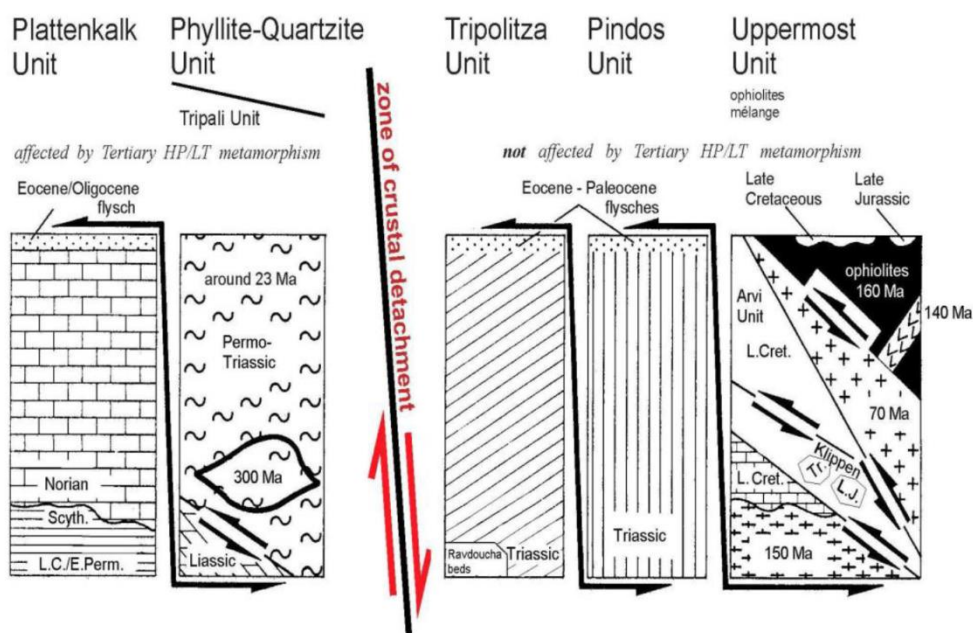 Plattenkalk
Unit
Phyllite-Quartzite
Unit
Tripali Unit
Tripolitza
Unit
Pindos
Unit
Uppermost
Unit
ophiolites
mélange
affected by Tertiary HP/LT metamorphism
not affected by Tertiary HP/LT metamorphism
zone of crustal detachment
Eocene/Oligocene
flysch
Norian
Scyth.
L.C./E.Perm.
around 23 Ma
Permo-
Triassic
300 Ma
Liassic
Eocene - Paleocene
flysches
Ravdoucha
beds
Triassic
Triassic
Late
Cretaceous
Late
Jurassic
ophiolites
160 Ma
140 Ma
Arvi
Unit
L.Cret.
70 Ma
Klippen
Tr.
L.J.
L. Cret.
150 Ma